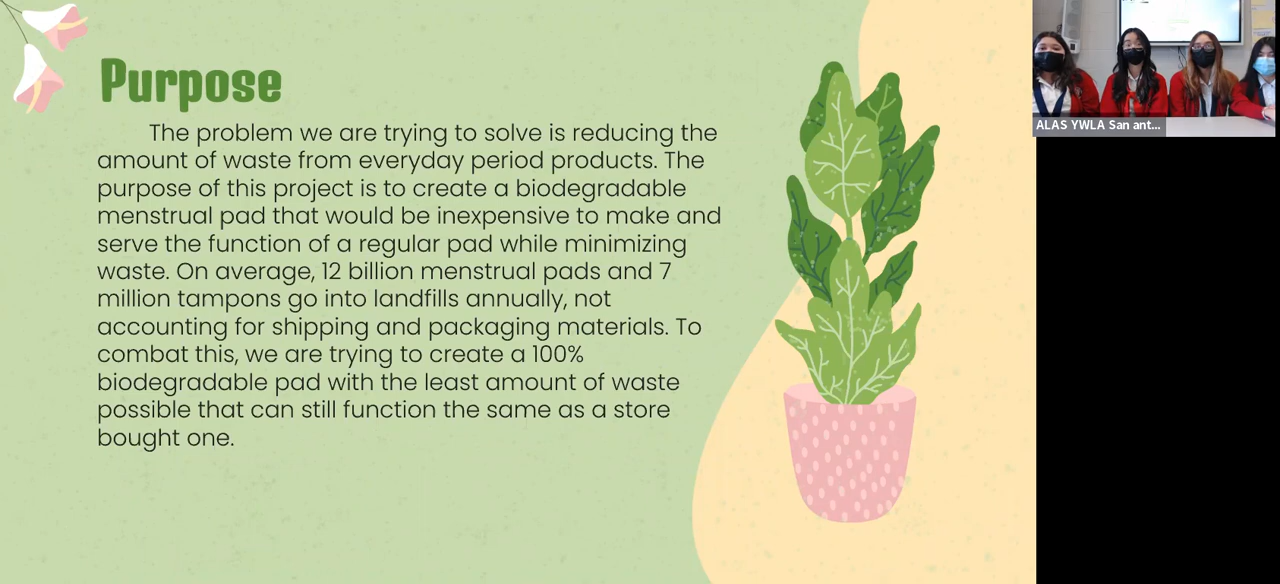 Purpose
The problem we are trying to solve is reducing the
amount of waste from everyday period products. The
purpose of this project is to create a biodegradable
menstrual pad that would be inexpensive to make and
serve the function of a regular pad while minimizing
waste. On average, 12 billion menstrual pads and 7
million tampons go into landfills annually, not
accounting for shipping and packaging materials. To
combat this, we are trying to create a 100%
biodegradable pad with the least amount of waste
possible that can still function the same as a store
bought one.
ALAS YWLA San ant...